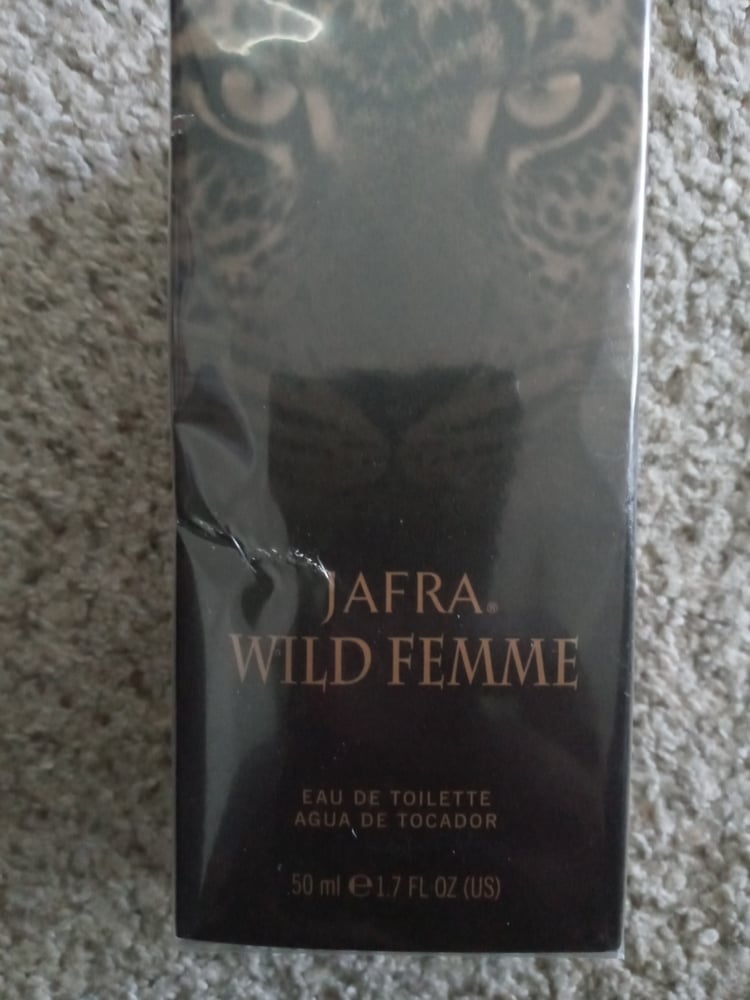 JAFRA®
WILD FEMME
EAU DE TOILETTE
AGUA DE TOCADOR
50 ml ℮ 1.7 FL OZ (US)